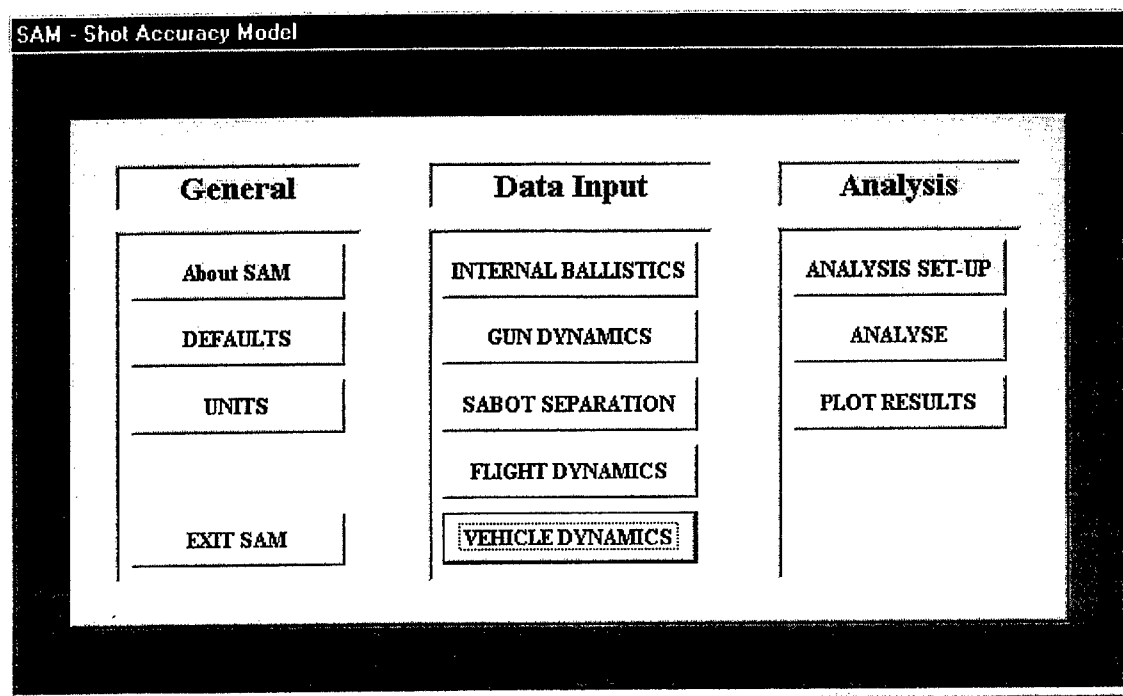 SAM - Shot Accuracy Model
General
About SAM
DEFAULTS
UNITS
EXIT SAM
Data Input
INTERNAL BALLISTICS
GUN DYNAMICS
SABOT SEPARATION
FLIGHT DYNAMICS
VEHICLE DYNAMICS
Analysis
ANALYSIS SET-UP
ANALYSE
PLOT RESULTS